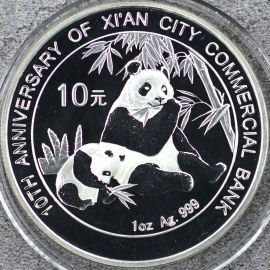 10TH ANNIVERSARY OF XI'AN CITY COMMERCIAL BANK
10元
1oz Ag .999